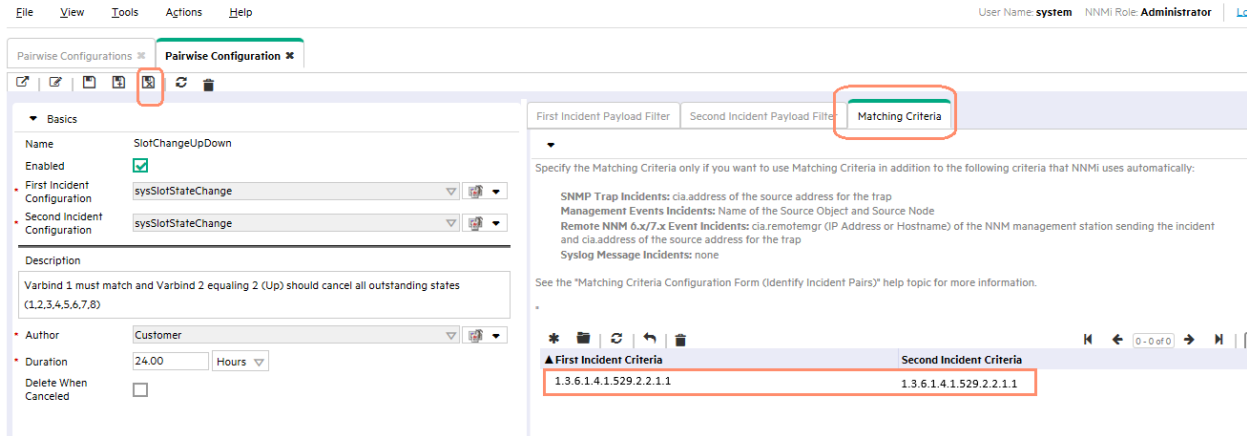 File View Tools Actions Help
User Name: system NNMi Role: Administrator
Pairwise Configurations ✖ Pairwise Configuration ✖
Basics
Name SlotChangeUpDown
Enabled
* First Incident Configuration sysSlotStateChange
* Second Incident Configuration sysSlotStateChange
Description
Varbind 1 must match and Varbind 2 equaling 2 (Up) should cancel all outstanding states
(1,2,3,4,5,6,7,8)
* Author Customer
* Duration 24.00 Hours
Delete When
Canceled
First Incident Payload Filter Second Incident Payload Filter Matching Criteria
Specify the Matching Criteria only if you want to use Matching Criteria in addition to the following criteria that NNMi uses automatically:
SNMP Trap Incidents: cia.address of the source address for the trap
Management Events Incidents: Name of the Source Object and Source Node
Remote NNM 6.x/7.x Event Incidents: cia.remotemgr (IP Address or Hostname) of the NNM management station sending the incident
and cia.address of the source address for the trap
Syslog Message Incidents: none
See the "Matching Criteria Configuration Form (Identify Incident Pairs)" help topic for more information.
0 - 0 of 0
First Incident Criteria Second Incident Criteria
1.3.6.1.4.1.529.2.2.1.1 1.3.6.1.4.1.529.2.2.1.1